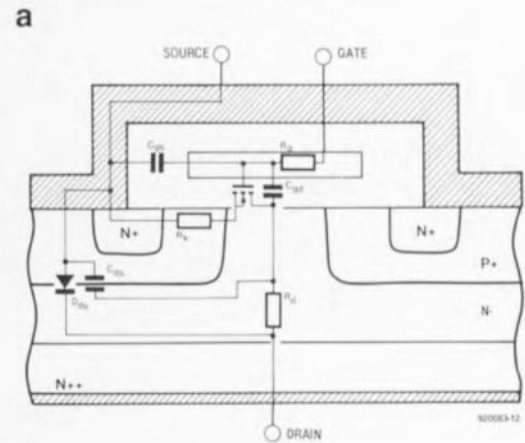 a
SOURCE
GATE
Cgs
Rg
Cgd
N+
Rs
N+
P+
Cds
Dds
Rd
N-
N++
920083-12
DRAIN